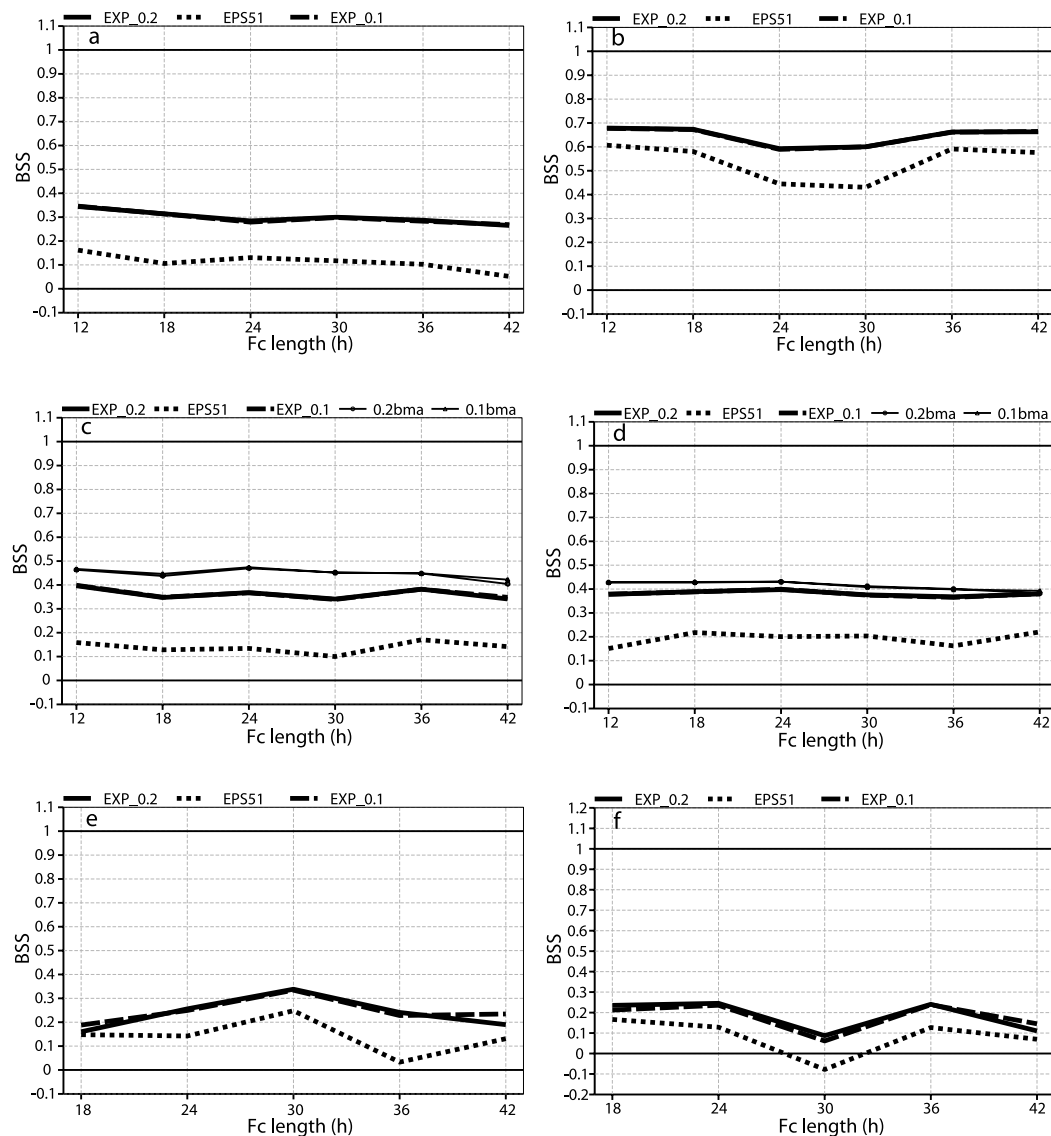 EXP_0.2 EPS51 EXP_0.1
a
1.1
1
0.9
0.8
0.7
0.6
0.5
0.4
0.3
0.2
0.1
0
-0.1
BSS
12 18 24 30 36 42
Fc length (h)
EXP_0.2 EPS51 EXP_0.1
b
1.1
1
0.9
0.8
0.7
0.6
0.5
0.4
0.3
0.2
0.1
0
-0.1
BSS
12 18 24 30 36 42
Fc length (h)
EXP_0.2 EPS51 EXP_0.1 0.2bma 0.1bma
c
1.1
1
0.9
0.8
0.7
0.6
0.5
0.4
0.3
0.2
0.1
0
-0.1
BSS
12 18 24 30 36 42
Fc length (h)
EXP_0.2 EPS51 EXP_0.1 0.2bma 0.1bma
d
1.1
1
0.9
0.8
0.7
0.6
0.5
0.4
0.3
0.2
0.1
0
-0.1
BSS
12 18 24 30 36 42
Fc length (h)
EXP_0.2 EPS51 EXP_0.1
e
1.1
1
0.9
0.8
0.7
0.6
0.5
0.4
0.3
0.2
0.1
0
-0.1
BSS
18 24 30 36 42
Fc length (h)
EXP_0.2 EPS51 EXP_0.1
f
1.2
1.1
1
0.9
0.8
0.7
0.6
0.5
0.4
0.3
0.2
0.1
0
-0.1
-0.2
BSS
18 24 30 36 42
Fc length (h)